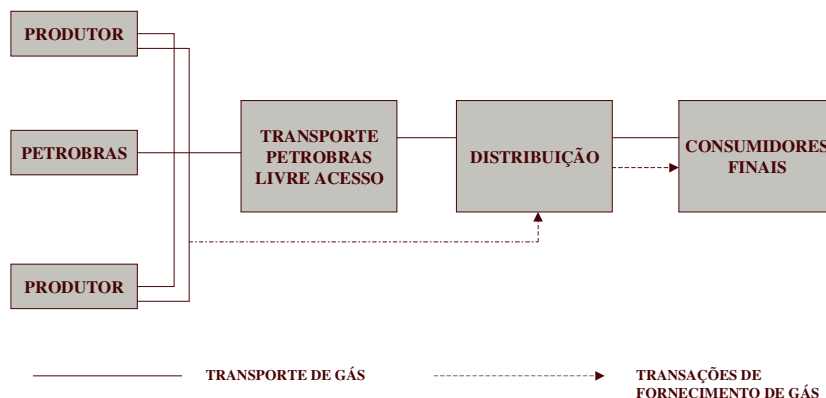 PRODUTOR
PETROBRAS
PRODUTOR
TRANSPORTE
PETROBRAS
LIVRE ACESSO
DISTRIBUIÇÃO
CONSUMIDORES
FINAIS
TRANSPORTE DE GÁS
TRANSAÇÕES DE
FORNECIMENTO DE GÁS